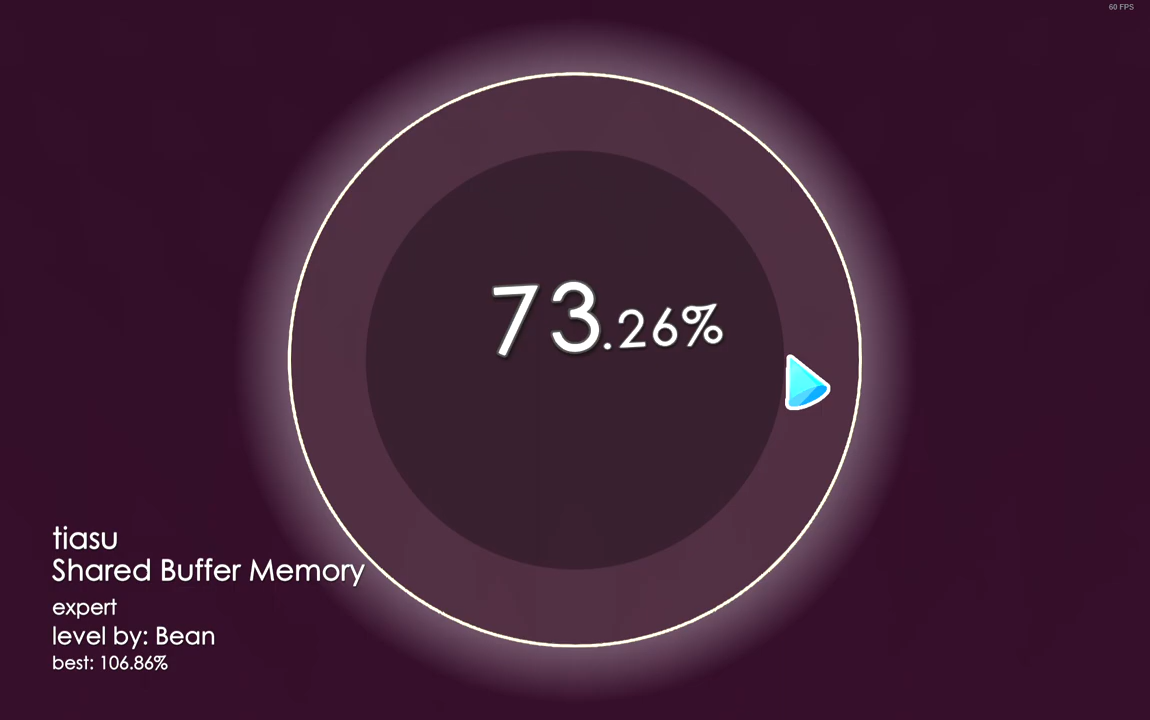 60 FPS
73.26%
tiasu
Shared Buffer Memory
expert
level by: Bean
best: 106.86%